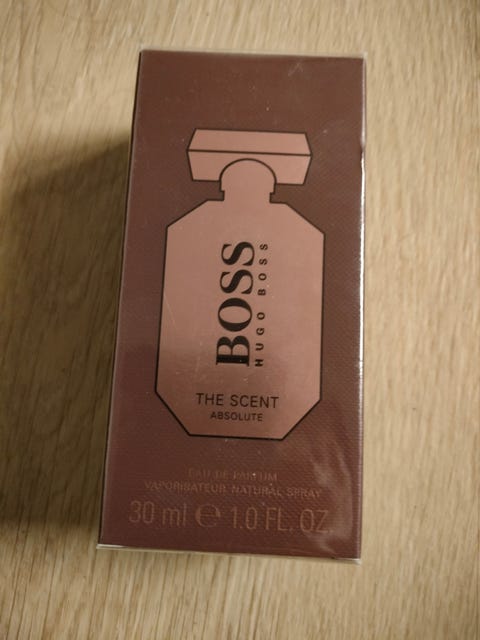 BOSS
HUGO BOSS
THE SCENT
ABSOLUTE
EAU DE PARFUM
VAPORISATEUR NATURAL SPRAY
30 ml ℮ 1.0 FL. OZ.